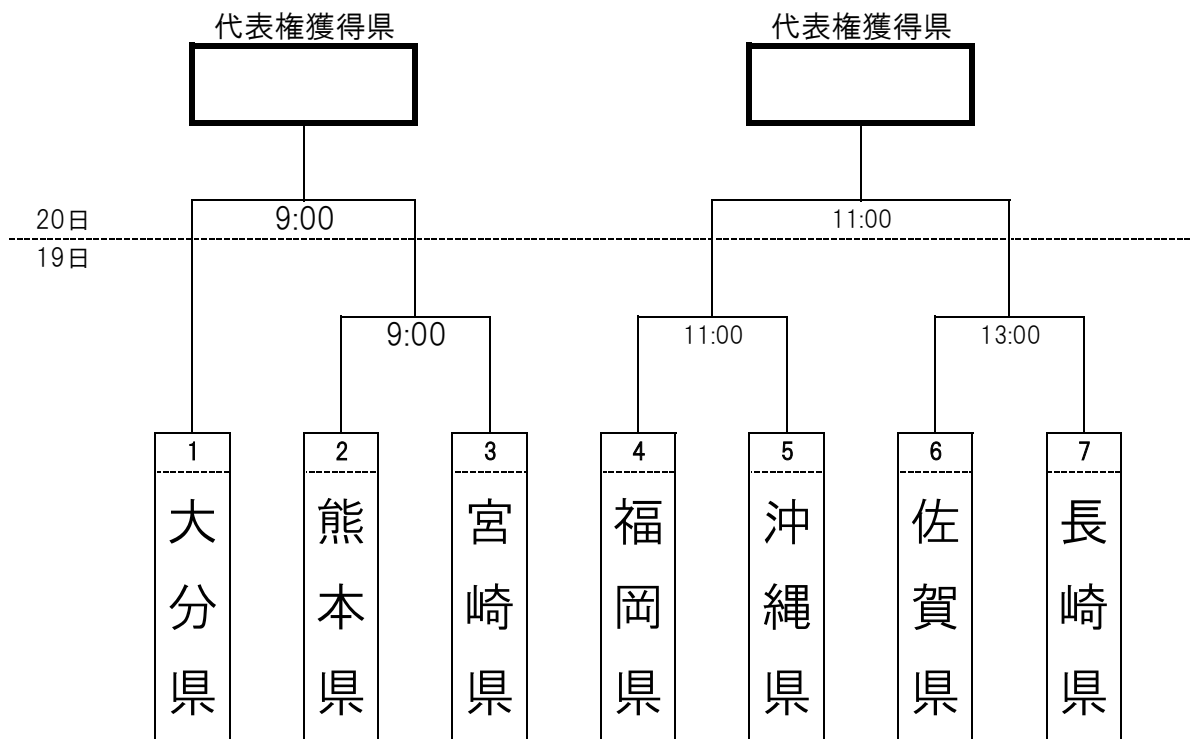 代表権獲得県
代表権獲得県
20日
9:00
11:00
19日
9:00
11:00
13:00
1
2
3
4
5
6
7
大分県
熊本県
宮崎県
福岡県
沖縄県
佐賀県
長崎県